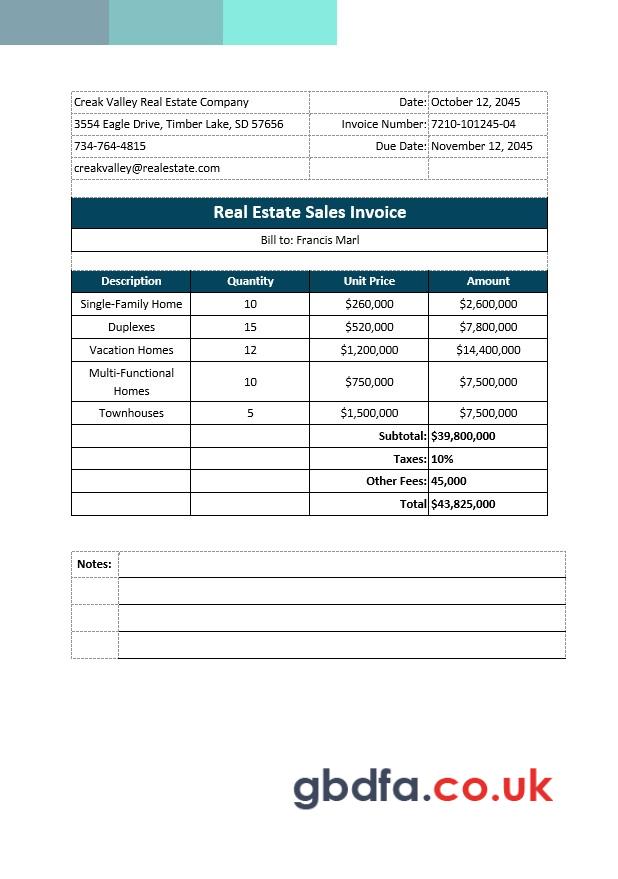 Creak Valley Real Estate Company Date: October 12, 2045
3554 Eagle Drive, Timber Lake, SD 57656 Invoice Number: 7210-101245-04
734-764-4815 Due Date: November 12, 2045
creakvalley@realestate.com
Real Estate Sales Invoice
Bill to: Francis Marl
Description Quantity Unit Price Amount
Single-Family Home 10 $260,000 $2,600,000
Duplexes 15 $520,000 $7,800,000
Vacation Homes 12 $1,200,000 $14,400,000
Multi-Functional
Homes 10 $750,000 $7,500,000
Townhouses 5 $1,500,000 $7,500,000
Subtotal: $39,800,000
Taxes: 10%
Other Fees: 45,000
Total $43,825,000
Notes:
gbdfa.co.uk